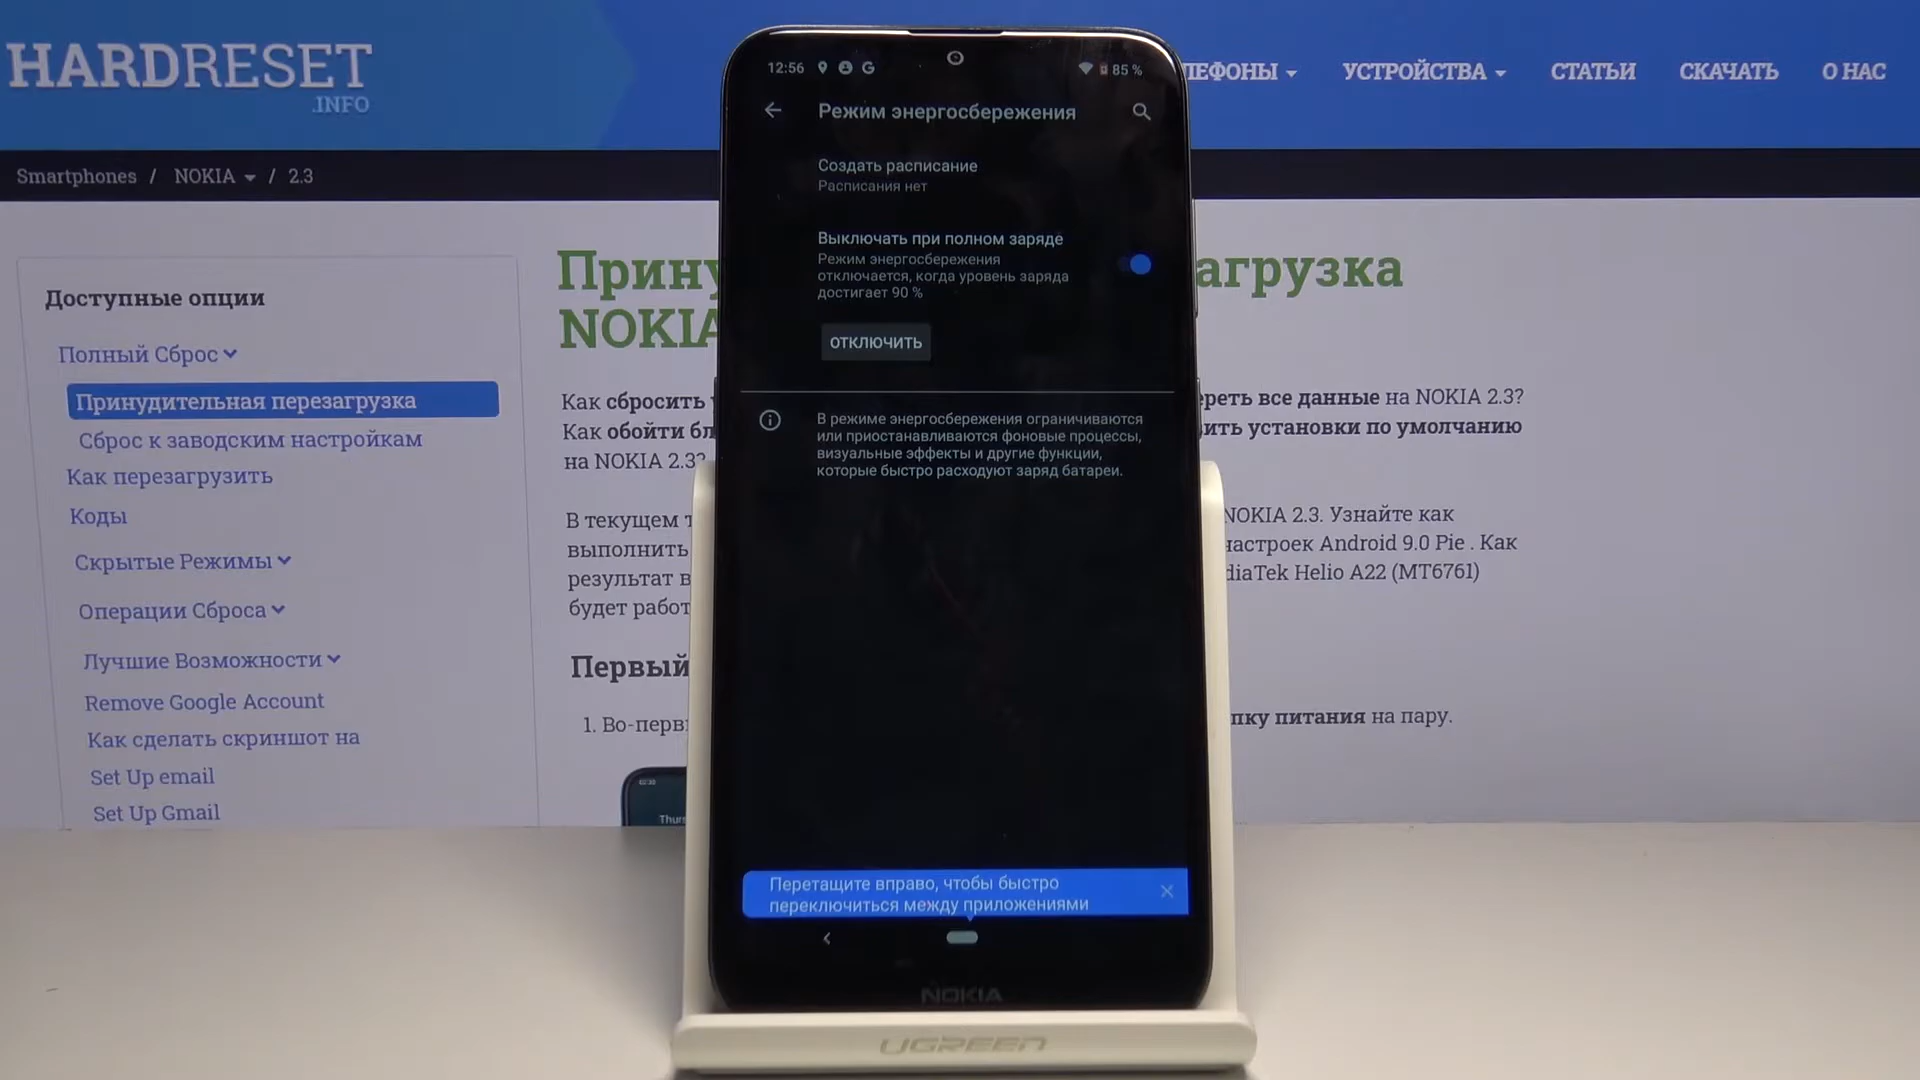 HARDRESET
.INFO
ЛЕФОНЫ
УСТРОЙСТВА
СТАТЬИ
СКАЧАТЬ
О НАС
Smartphones / NOKIA / 2.3
Доступные опции
Полный Сброс
Принудительная перезагрузка
Сброс к заводским настройкам
Как перезагрузить
Коды
Скрытые Режимы
Операции Сброса
Лучшие Возможности
Remove Google Account
Как сделать скриншот на
Set Up email
Set Up Gmail
Прину
агрузка
NOKIA
Как сбросить
ереть все данные на NOKIA 2.3?
Как обойти бл
ить установки по умолчанию
на NOKIA 2.3?
В текущем
NOKIA 2.3. Узнайте как
выполнить
настроек Android 9.0 Pie . Как
результат в
diaTek Helio A22 (MT6761)
будет работ
Первый
1. Во-перв
пку питания на пару.
Thurs
12:56
85 %
Режим энергосбережения
Создать расписание
Расписания нет
Выключать при полном заряде
Режим энергосбережения
отключается, когда уровень заряда
достигает 90 %
ОТКЛЮЧИТЬ
В режиме энергосбережения ограничиваются
или приостанавливаются фоновые процессы,
визуальные эффекты и другие функции,
которые быстро расходуют заряд батареи.
Перетащите вправо, чтобы быстро
переключиться между приложениями
NOKIA
UGREEN